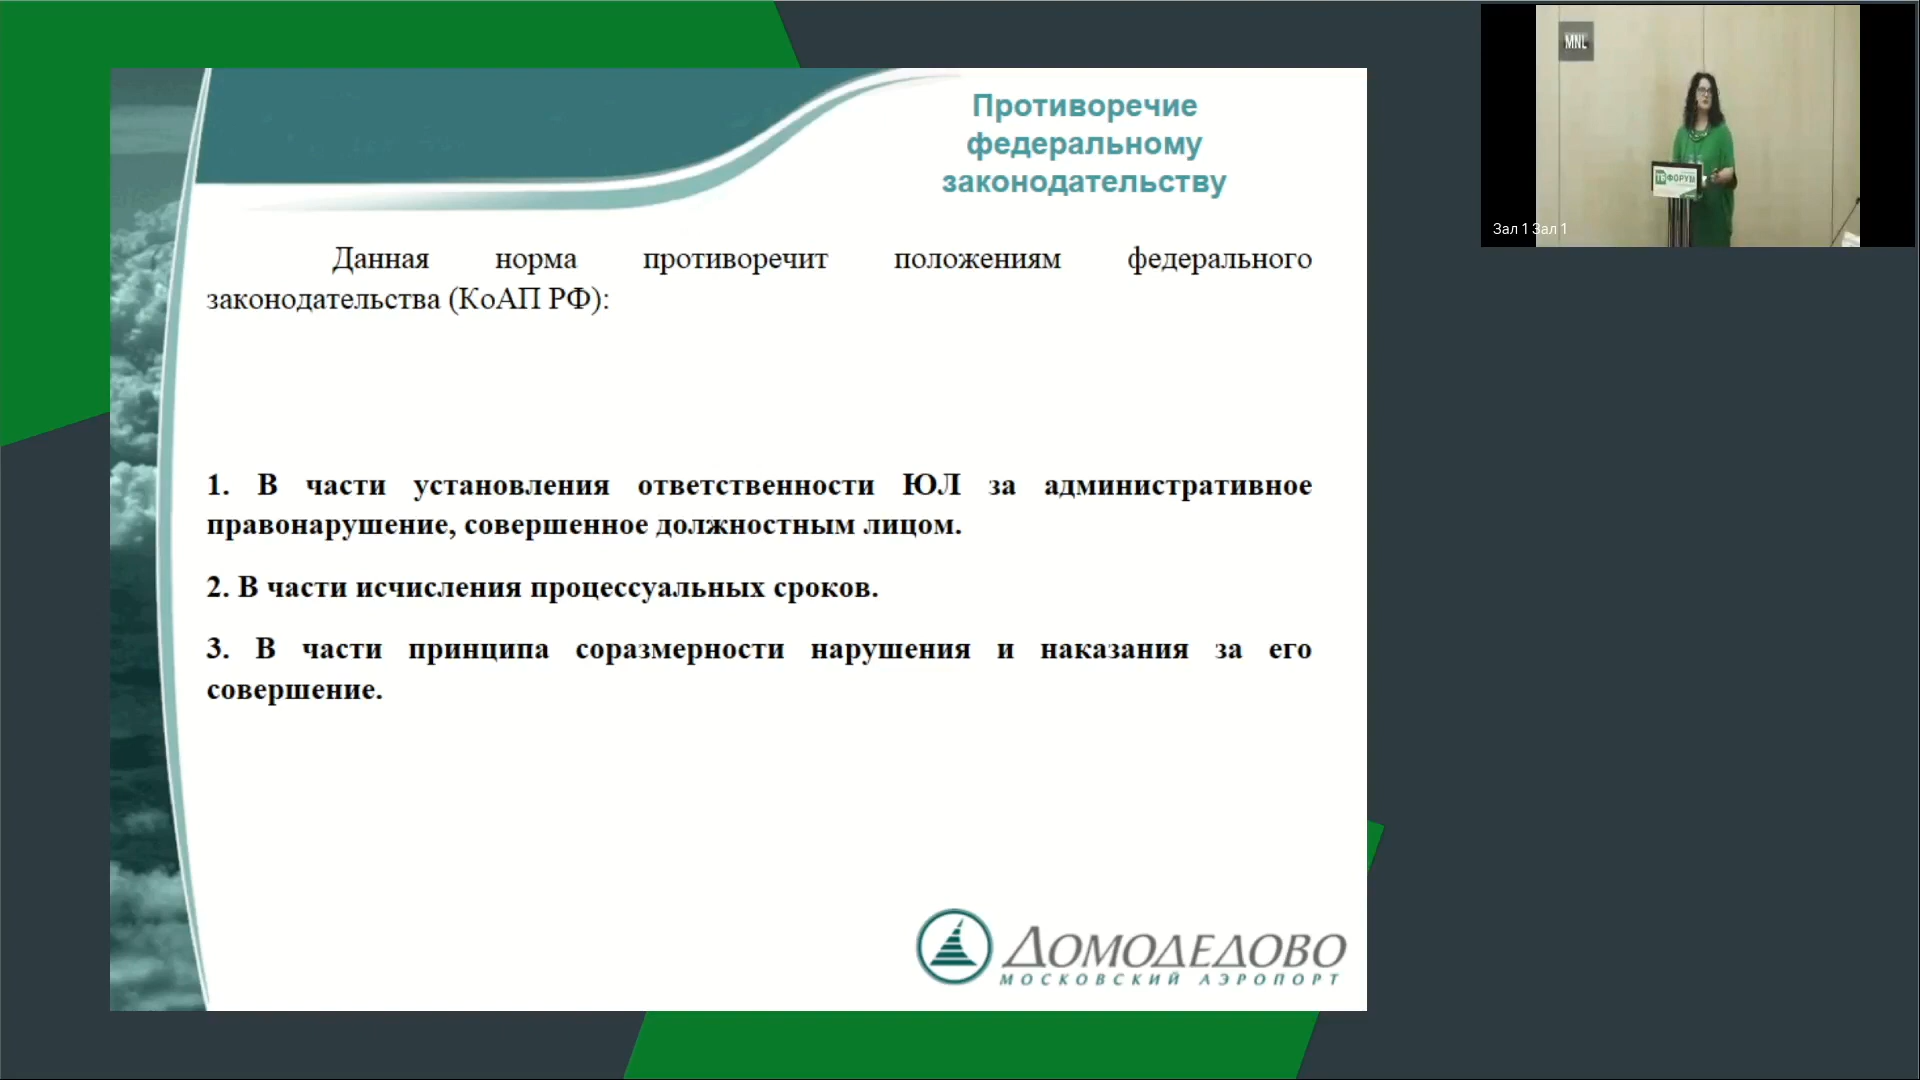 Противоречие
федеральному
законодательству
Данная норма противоречит положениям федерального
законодательства (КоАП РФ):
1. В части установления ответственности ЮЛ за административное
правонарушение, совершенное должностным лицом.
2. В части исчисления процессуальных сроков.
3. В части принципа соразмерности нарушения и наказания за его
совершение.
ДОМОДЕДОВО
МОСКОВСКИЙ АЭРОПОРТ
MNL
ТБ ФОРУМ
Зал 1 Зал 1